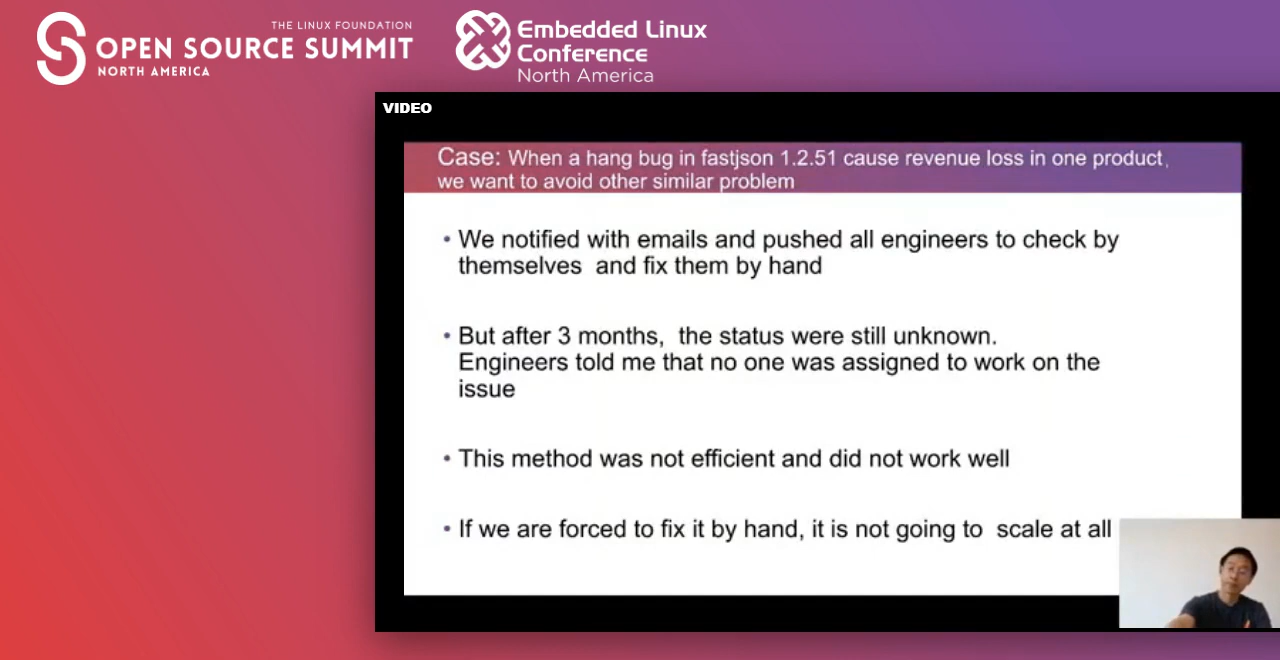 THE LINUX FOUNDATION
OPEN SOURCE SUMMIT
NORTH AMERICA
Embedded Linux
Conference
North America
VIDEO
Case: When a hang bug in fastjson 1.2.51 cause revenue loss in one product,
we want to avoid other similar problem
• We notified with emails and pushed all engineers to check by
themselves and fix them by hand
• But after 3 months, the status were still unknown.
Engineers told me that no one was assigned to work on the
issue
• This method was not efficient and did not work well
• If we are forced to fix it by hand, it is not going to scale at all